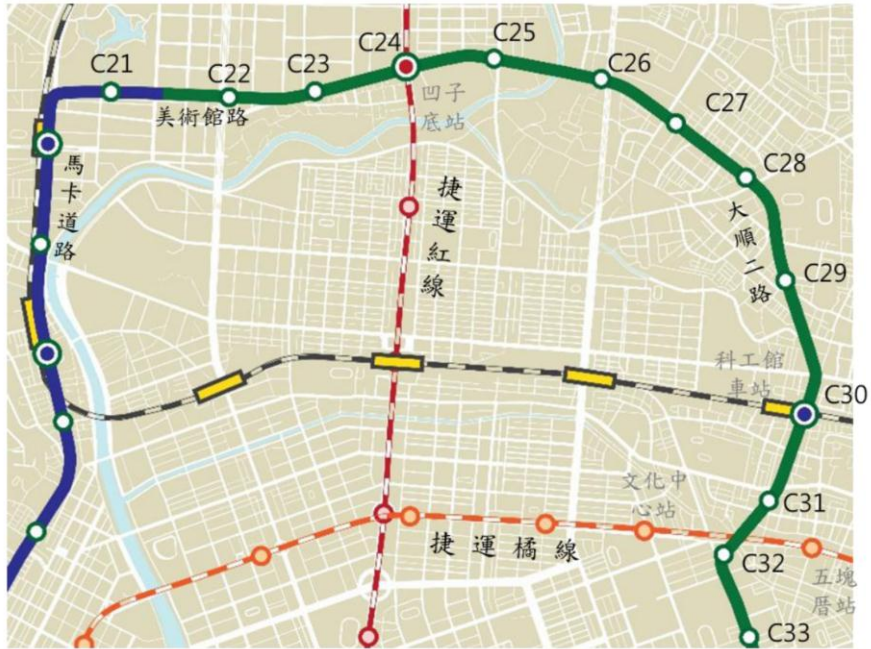 C21
C22
C23
C24
C25
C26
C27
C28
C29
C30
C31
C32
C33
美術館路
凹子
底站
馬卡道路
捷運紅線
大順二路
科工館
車站
文化中
心站
捷運橘線
五塊
厝站